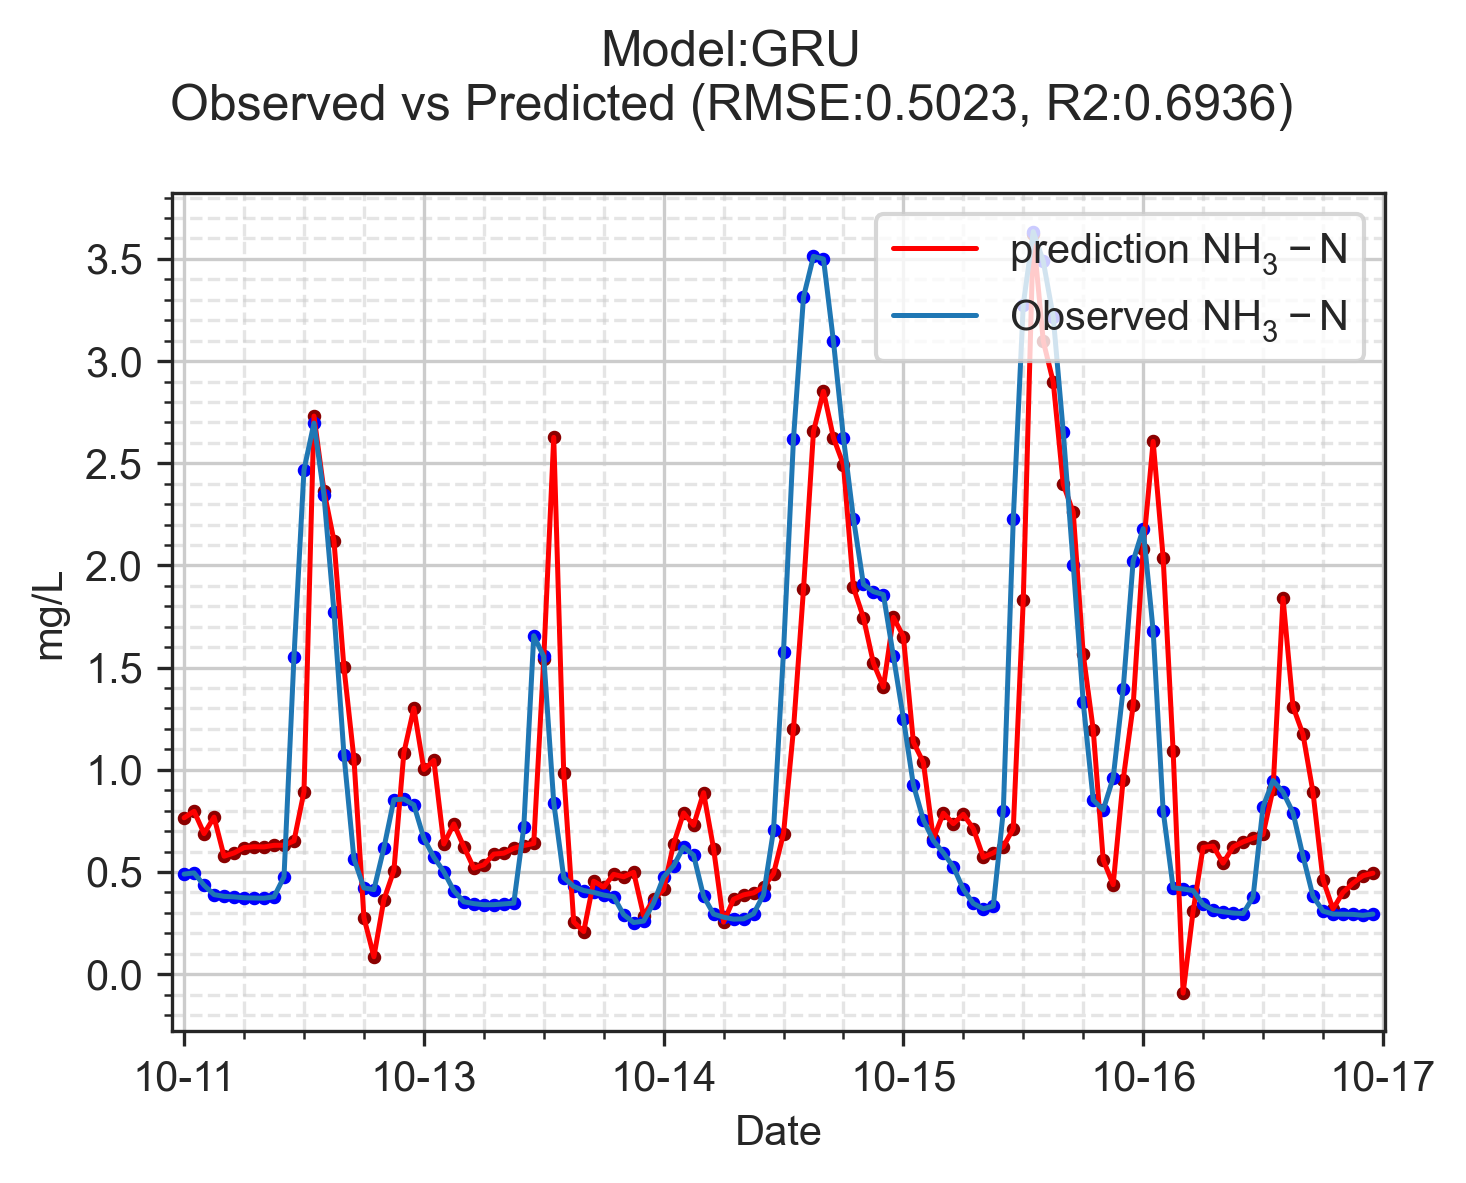 Model:GRU
Observed vs Predicted (RMSE:0.5023, R2:0.6936)
prediction NH₃ − N
Observed NH₃ − N
3.5
3.0
2.5
2.0
1.5
1.0
0.5
0.0
mg/L
10-11 10-13 10-14 10-15 10-16 10-17
Date